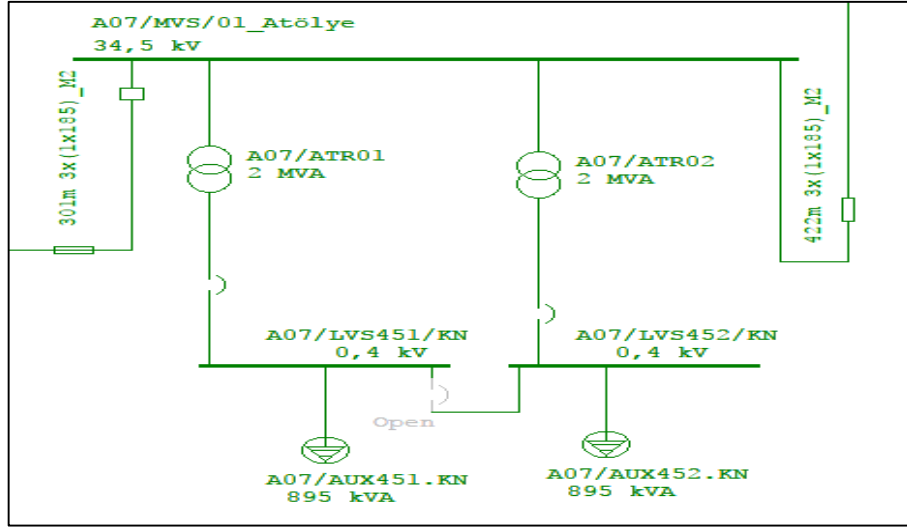 A07/MVS/01_Atölye
34,5 kV
301m 3x(1x185)_M2
A07/ATR01
2 MVA
A07/ATR02
2 MVA
422m 3x(1x185)_M2
A07/LVS451/KN
0,4 kV
A07/LVS452/KN
0,4 kV
Open
A07/AUX451.KN
895 kVA
A07/AUX452.KN
895 kVA